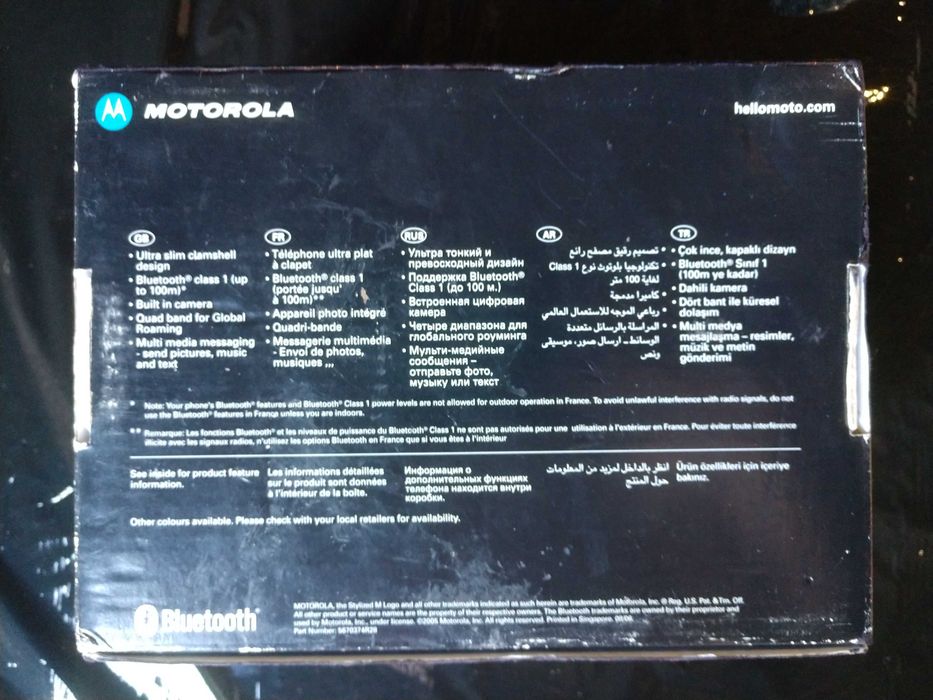 MOTOROLA
hellomoto.com
GB
• Ultra slim clamshell
design
• Bluetooth® class 1 (up
to 100m)*
• Built in camera
• Quad band for Global
Roaming
• Multi media messaging
- send pictures, music
and text
FR
• Téléphone ultra plat
à clapet
• Bluetooth® class 1
(portée jusqu'
à 100m)**
• Appareil photo intégré
• Quadri-bande
• Messagerie multimédia
- Envoi de photos,
musiques ,,,
RUS
• Ультра тонкий и
превосходный дизайн
• Поддержка Bluetooth®
Class 1 (до 100 м.)
• Встроенная цифровая
камера
• Четыре диапазона для
глобального роуминга
• Мульти-медийные
сообщения –
отправьте фото,
музыку или текст
AR
• تصميم رقيق مصفح رائع
• تكنولوجيا بلوتوث نوع Class 1
لغاية 100 متر
• كاميرا مدمجة
• رباعي الموجه للاستعمال العالمي
• المراسلة بالرسائل متعددة
الوسائط - ارسال صور، موسيقى
ونص
TR
• Çok ince, kapaklı dizayn
• Bluetooth® Sınıf 1
(100m ye kadar)
• Dahili kamera
• Dört bant ile küresel
dolaşım
• Multi medya
mesajlaşma – resimler,
müzik ve metin
gönderimi
* Note: Your phone's Bluetooth® features and Bluetooth® Class 1 power levels are not allowed for outdoor operation in France. To avoid unlawful interference with radio signals, do not
use the Bluetooth® features in France unless you are indoors.
** Remarque: Les fonctions Bluetooth® et les niveaux de puissance du Bluetooth® Class 1 ne sont pas autorisés pour une utilisation à l'extérieur en France. Pour éviter toute interférence
illicite avec les signaux radios, n'utilisez les options Bluetooth en France que si vous êtes à l'intérieur
See inside for product feature
information.
Les informations détaillées
sur le produit sont données
à l'intérieur de la boîte.
Информация о
дополнительных функциях
телефона находится внутри
коробки.
انظر بالداخل لمزيد من المعلومات
حول المنتج
Ürün özellikleri için içeriye
bakınız.
Other colours available. Please check with your local retailers for availability.
Bluetooth®
MOTOROLA, the Stylized M Logo and all other trademarks indicated as such herein are trademarks of Motorola, Inc. ® Reg. U.S. Pat. & Tm. Off.
All other product or service names are the property of their respective owners. The Bluetooth trademarks are owned by their proprietor and
used by Motorola, Inc., under license. ©2005 Motorola, Inc. All rights reserved. Printed in Singapore.
Part Number: 5670374R29